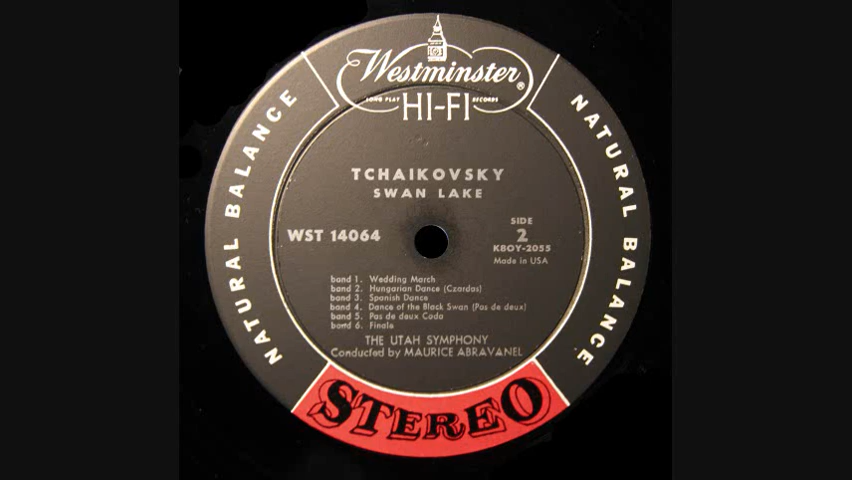 Westminster®
LONG PLAY RECORDS
HI-FI
NATURAL BALANCE
NATURAL BALANCE
TCHAIKOVSKY
SWAN LAKE
WST 14064
SIDE
2
KBOY-2055
Made in USA
band 1. Wedding March
band 2. Hungarian Dance (Czardas)
band 3. Spanish Dance
band 4. Dance of the Black Swan (Pas de deux)
band 5. Pas de deux Coda
band 6. Finale
THE UTAH SYMPHONY
Conducted by MAURICE ABRAVANEL
STEREO